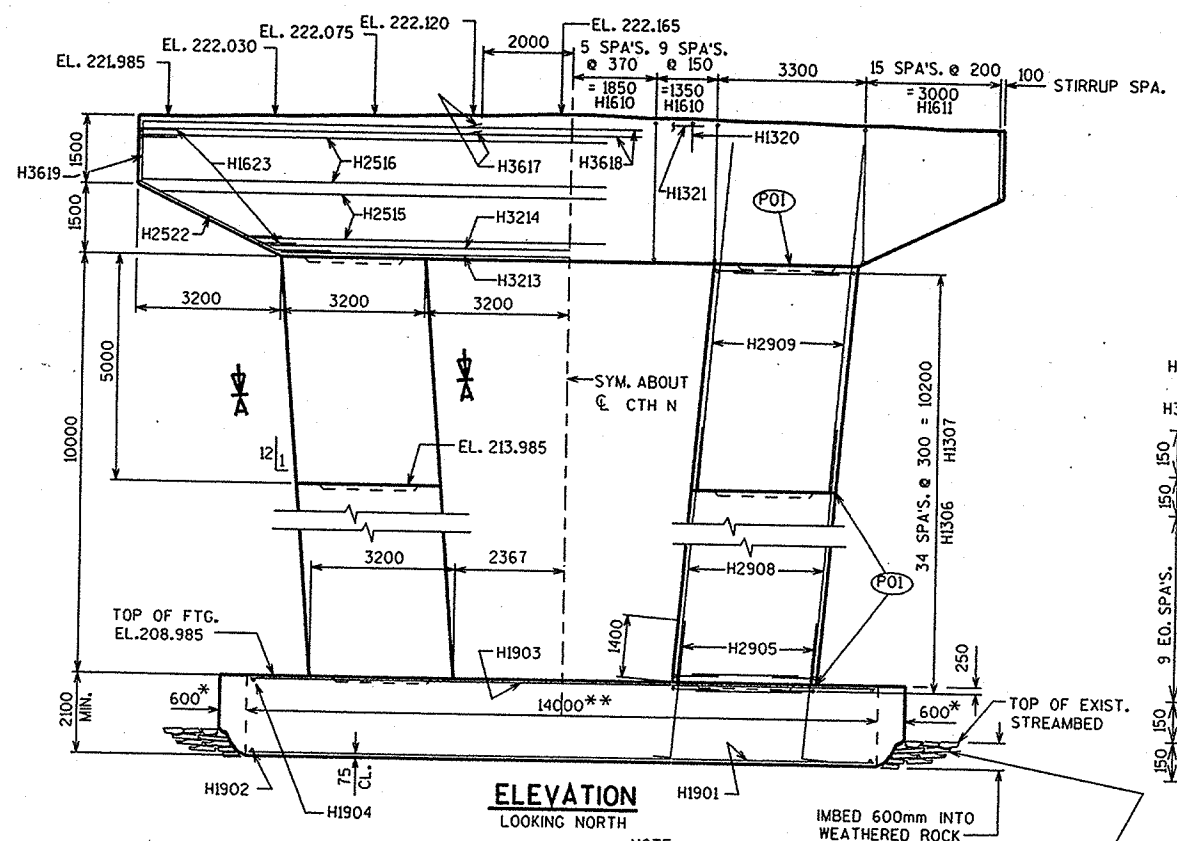 EL. 221.985
EL. 222.030
EL. 222.075
EL. 222.120
EL. 222.165
2000
5 SPA'S.
@ 370
= 1850
H1610
9 SPA'S.
@ 150
=1350
H1610
3300
15 SPA'S. @ 200
=3000
H1611
100
STIRRUP SPA.
1500
1500
H3619
H1623
H2516
H3617
H3618
H1320
H1321
H2515
H3214
H2522
H3213
P01
3200
3200
3200
5000
10000
A
A
SYM. ABOUT
℄ CTH N
H2909
34 SPA'S. @ 300 = 10200
H1306
H1307
12
1
EL. 213.985
3200
2367
H2908
P01
TOP OF FTG.
EL.208.985
H1903
1400
H2905
250
2100
MIN.
600*
14000**
600*
TOP OF EXIST.
STREAMBED
75
CL.
H1902
H1904
H1901
ELEVATION
LOOKING NORTH
IMBED 600mm INTO
WEATHERED ROCK
H
H
150
150
150
150
9 EQ. SPA'S.
150
150